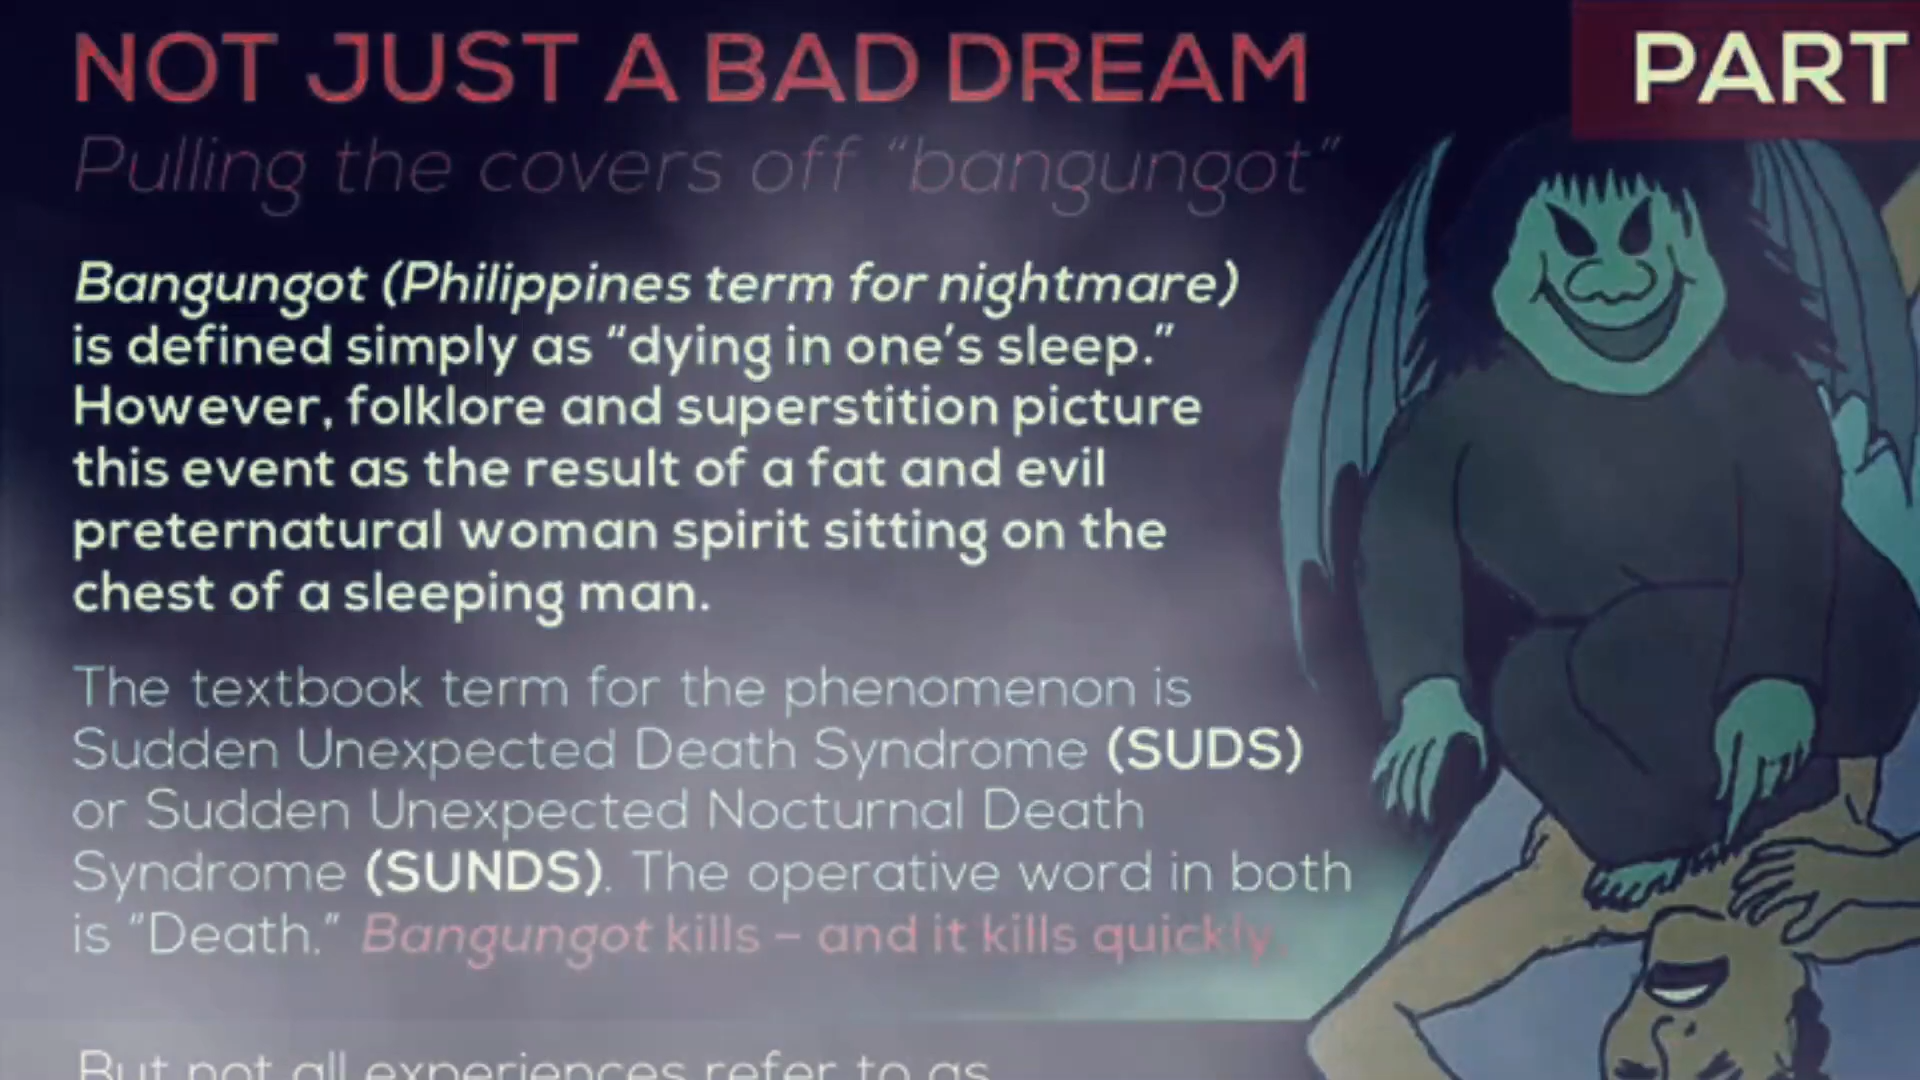 NOT JUST A BAD DREAM
PART
Pulling the covers off “bangungot”
Bangungot (Philippines term for nightmare)
is defined simply as “dying in one’s sleep.”
However, folklore and superstition picture
this event as the result of a fat and evil
preternatural woman spirit sitting on the
chest of a sleeping man.
The textbook term for the phenomenon is
Sudden Unexpected Death Syndrome (SUDS)
or Sudden Unexpected Nocturnal Death
Syndrome (SUNDS). The operative word in both
is “Death.” Bangungot kills – and it kills quickly.
But not all experiences refer to as